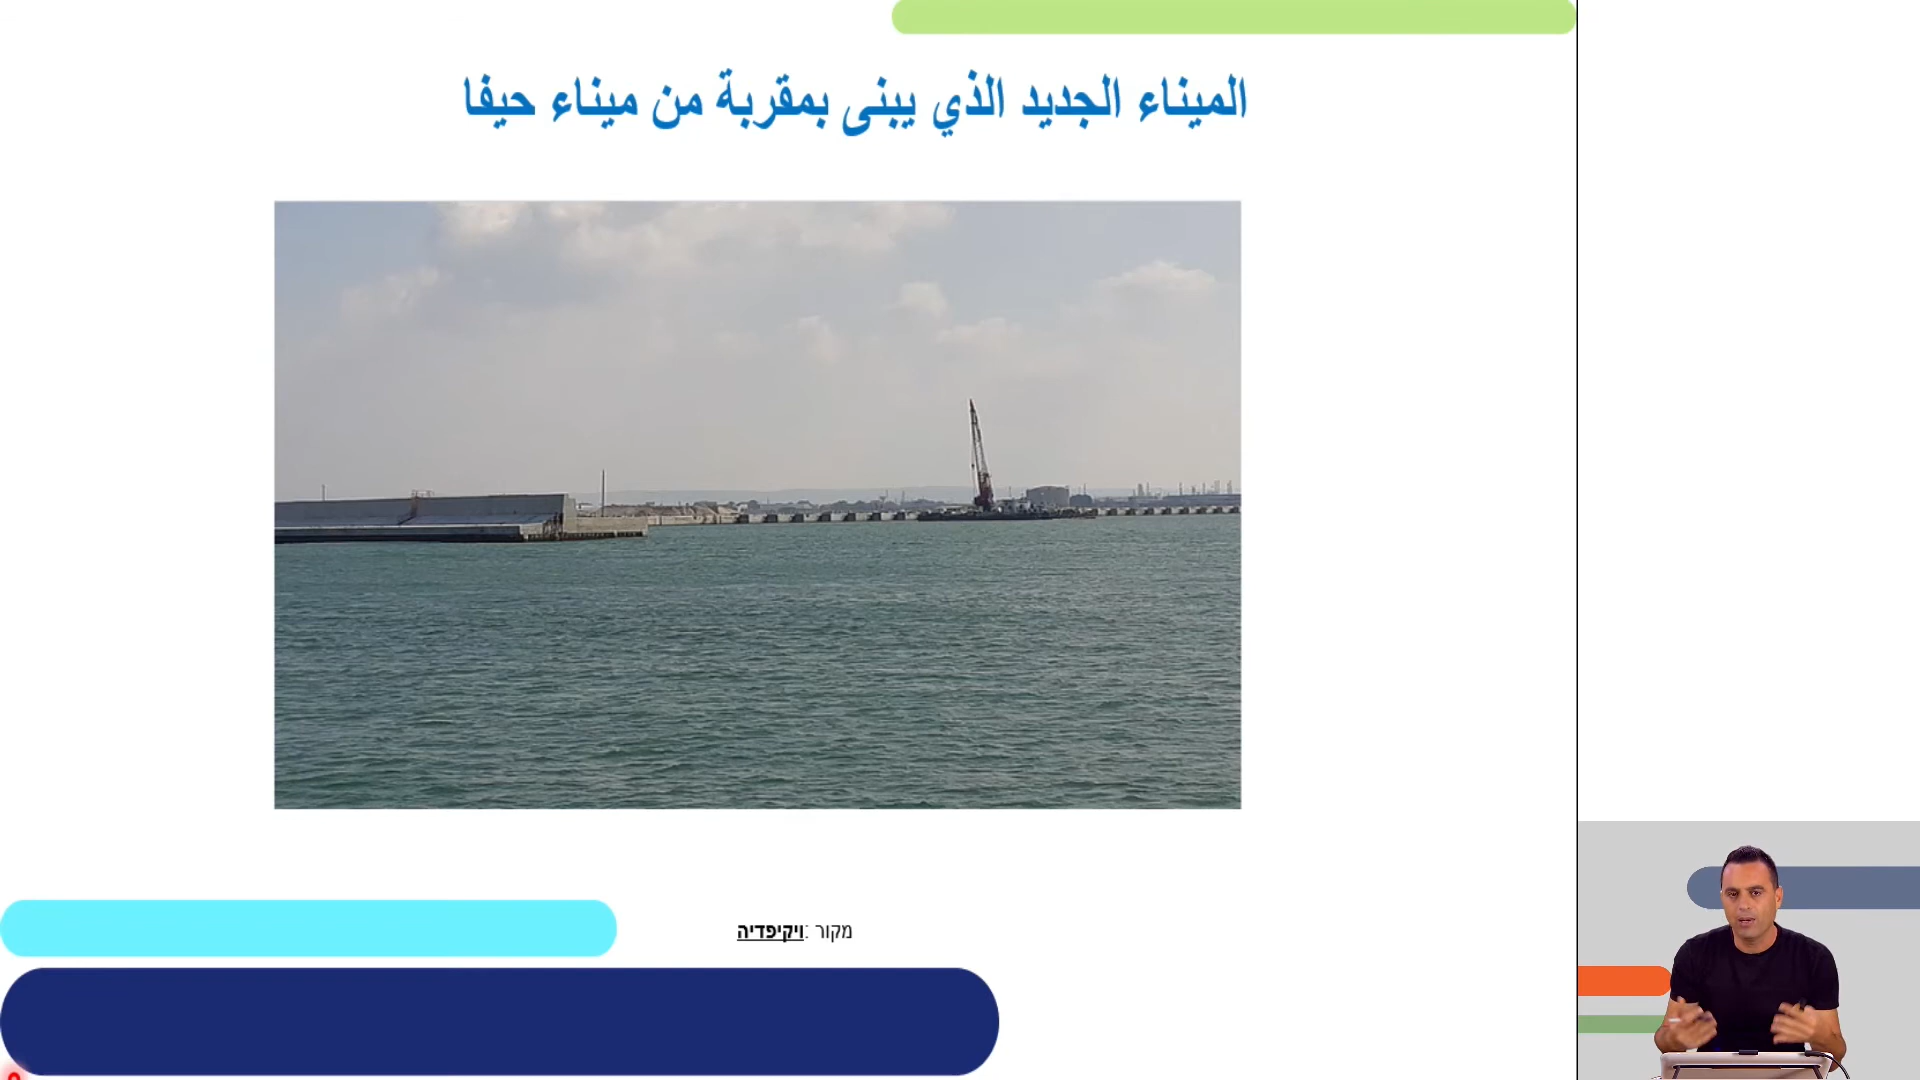 الميناء الجديد الذي يبنى بمقربة من ميناء حيفا
מקור: ויקיפדיה